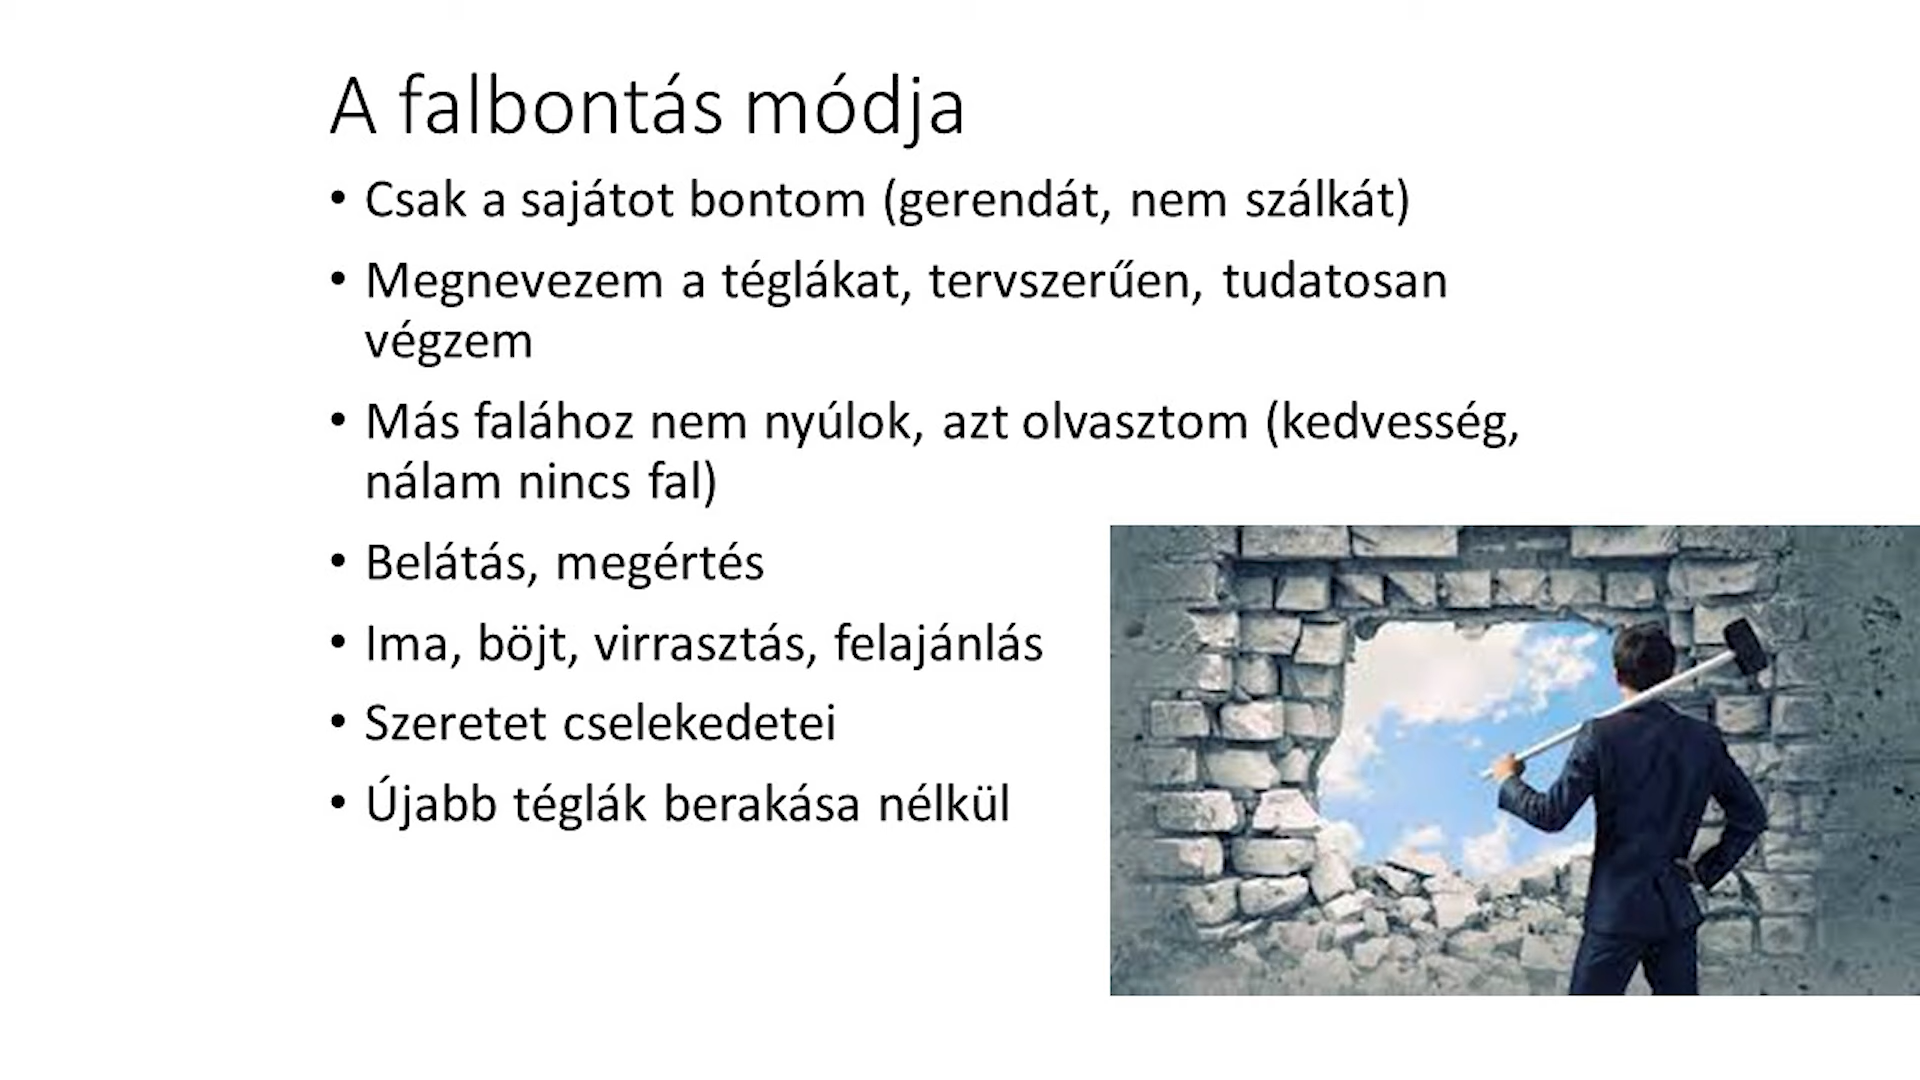 A falbontás módja
• Csak a sajátot bontom (gerendát, nem szálkát)
• Megnevezem a téglákat, tervszerűen, tudatosan
végzem
• Más falához nem nyúlok, azt olvasztom (kedvesség,
nálam nincs fal)
• Belátás, megértés
• Ima, böjt, virrasztás, felajánlás
• Szeretet cselekedetei
• Újabb téglák berakása nélkül